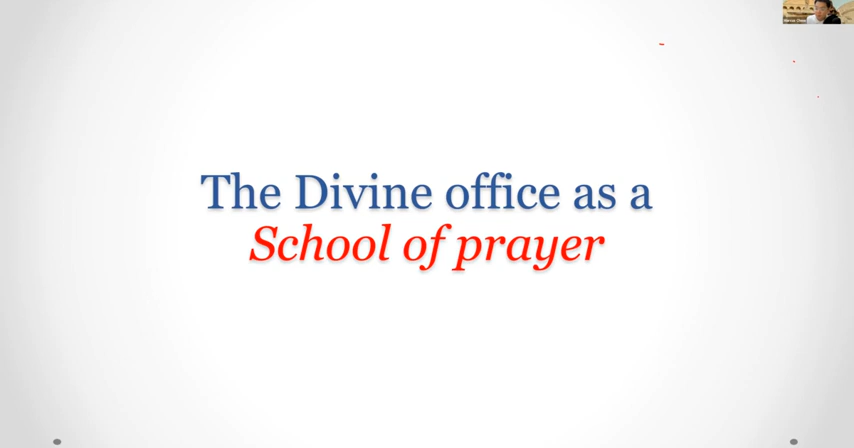 The Divine office as a
School of prayer